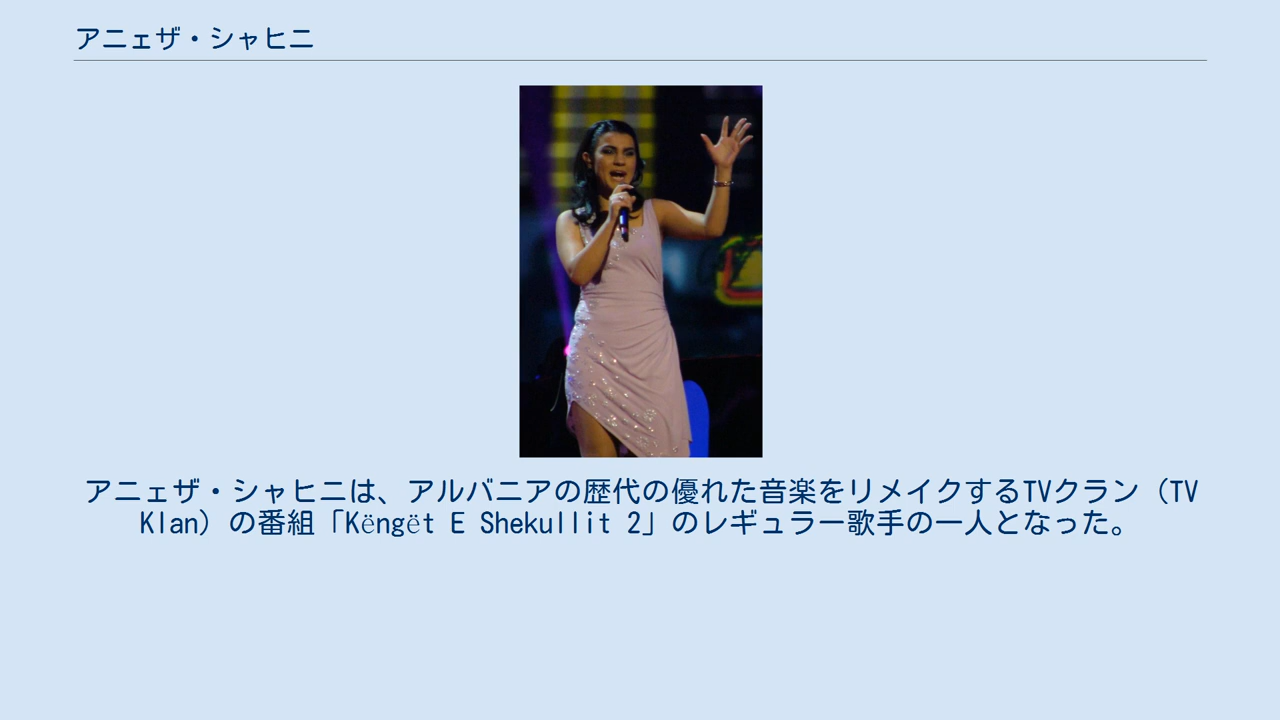 アニェザ・シャヒニ
アニェザ・シャヒニは、アルバニアの歴代の優れた音楽をリメイクするTVクラン（TV
Klan）の番組「Këngët E Shekullit 2」のレギュラー歌手の一人となった。